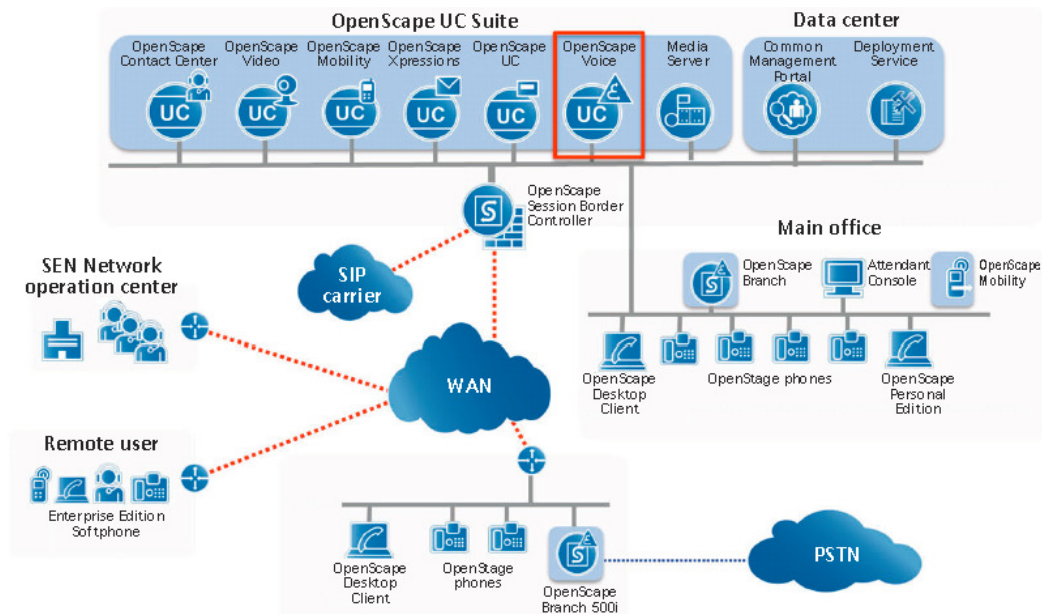 OpenScape UC Suite
Data center
OpenScape
Contact Center
OpenScape
Video
OpenScape
Mobility
OpenScape
Xpressions
OpenScape
UC
OpenScape
Voice
Media
Server
Common
Management
Portal
Deployment
Service
UC
UC
UC
UC
UC
UC
OpenScape
Session Border
Controller
S
Main office
SIP
carrier
SEN Network
operation center
OpenScape
Branch
S
Attendant
Console
OpenScape
Mobility
WAN
OpenScape
Desktop
Client
OpenStage phones
OpenScape
Personal
Edition
Remote user
Enterprise Edition
Softphone
OpenScape
Desktop
Client
OpenStage
phones
S
OpenScape
Branch 500i
PSTN